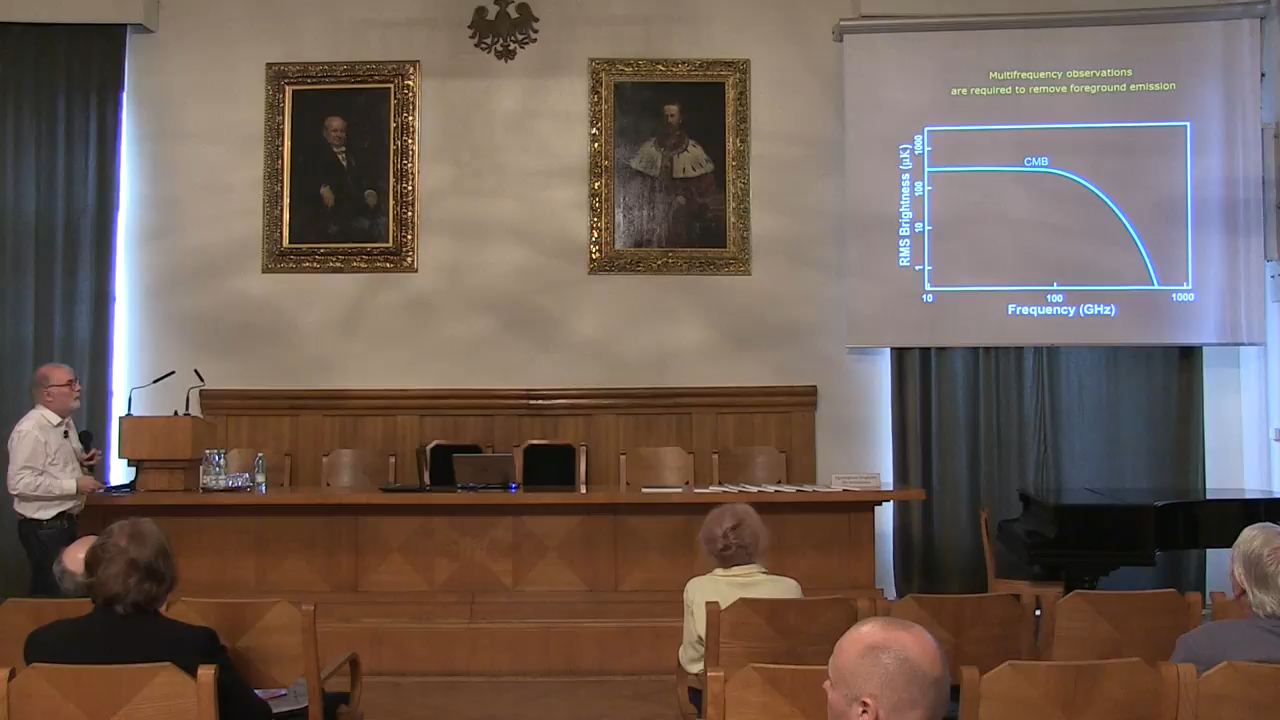 Multifrequency observations
are required to remove foreground emission
CMB
RMS Brightness (μK)
1000
100
10
1
10
100
1000
Frequency (GHz)